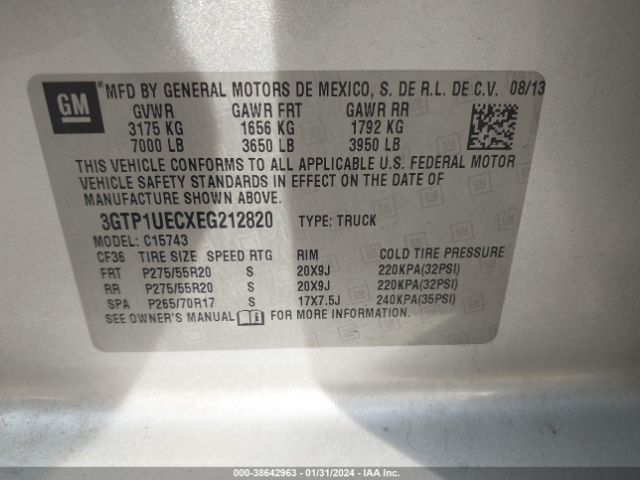 GM
MFD BY GENERAL MOTORS DE MEXICO, S. DE R.L. DE C.V. 08/13
GVWR GAWR FRT GAWR RR
3175 KG 1656 KG 1792 KG
7000 LB 3650 LB 3950 LB
THIS VEHICLE CONFORMS TO ALL APPLICABLE U.S. FEDERAL MOTOR
VEHICLE SAFETY STANDARDS IN EFFECT ON THE DATE OF
MANUFACTURE SHOWN ABOVE.
3GTP1UECXEG212820 TYPE: TRUCK
MODEL: C15743
CF36 TIRE SIZE SPEED RTG RIM COLD TIRE PRESSURE
FRT P275/55R20 S 20X9J 220KPA(32PSI)
RR P275/55R20 S 20X9J 220KPA(32PSI)
SPA P265/70R17 S 17X7.5J 240KPA(35PSI)
SEE OWNER'S MANUAL FOR MORE INFORMATION.
000-38642963 - 01/31/2024 - IAA Inc.